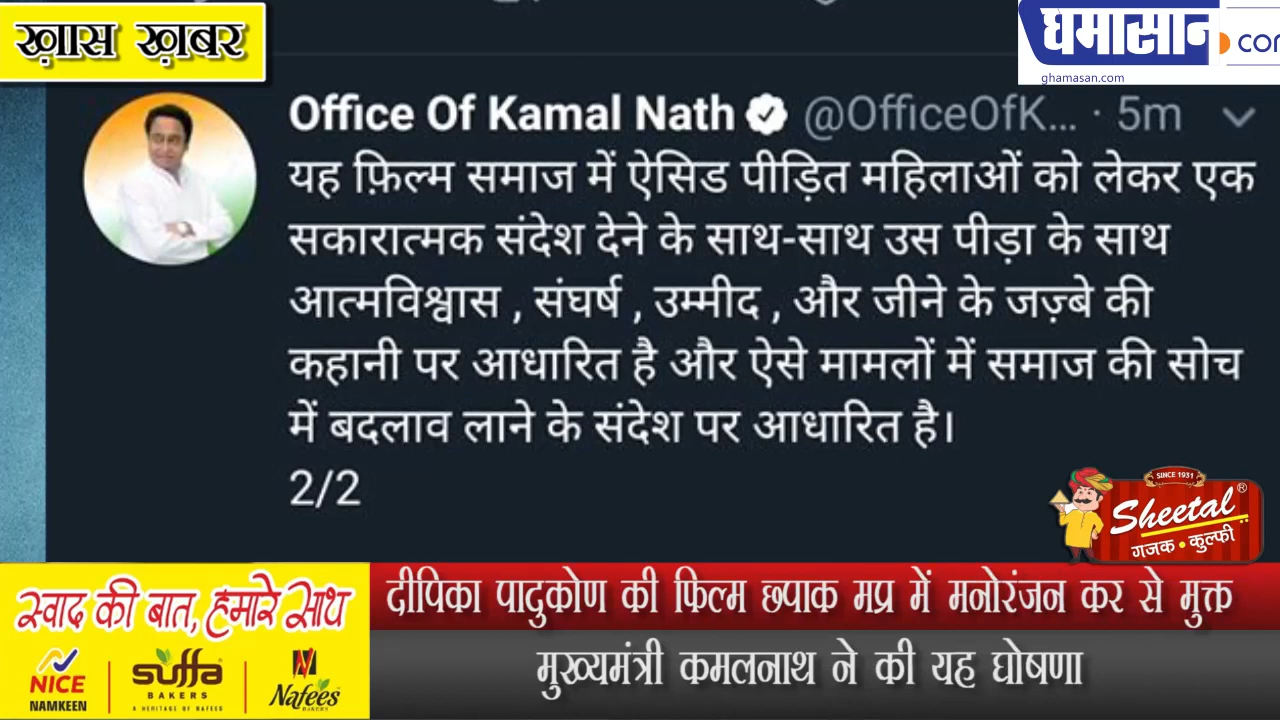 ख़ास ख़बर
घमासान.com
ghamasan.com
Office Of Kamal Nath @OfficeOfK... · 5m
यह फ़िल्म समाज में ऐसिड पीड़ित महिलाओं को लेकर एक
सकारात्मक संदेश देने के साथ-साथ उस पीड़ा के साथ
आत्मविश्वास , संघर्ष , उम्मीद , और जीने के जज़्बे की
कहानी पर आधारित है और ऐसे मामलों में समाज की सोच
में बदलाव लाने के संदेश पर आधारित है।
2/2
SINCE 1931
Sheetal®
गजक • कुल्फी
स्वाद की बात, हमारे साथ
NICE
NAMKEEN
suffa
BAKERS
A HERITAGE OF NAFEES
N
Nafees
BAKERS
दीपिका पादुकोण की फिल्म छपाक मप्र में मनोरंजन कर से मुक्त
मुख्यमंत्री कमलनाथ ने की यह घोषणा